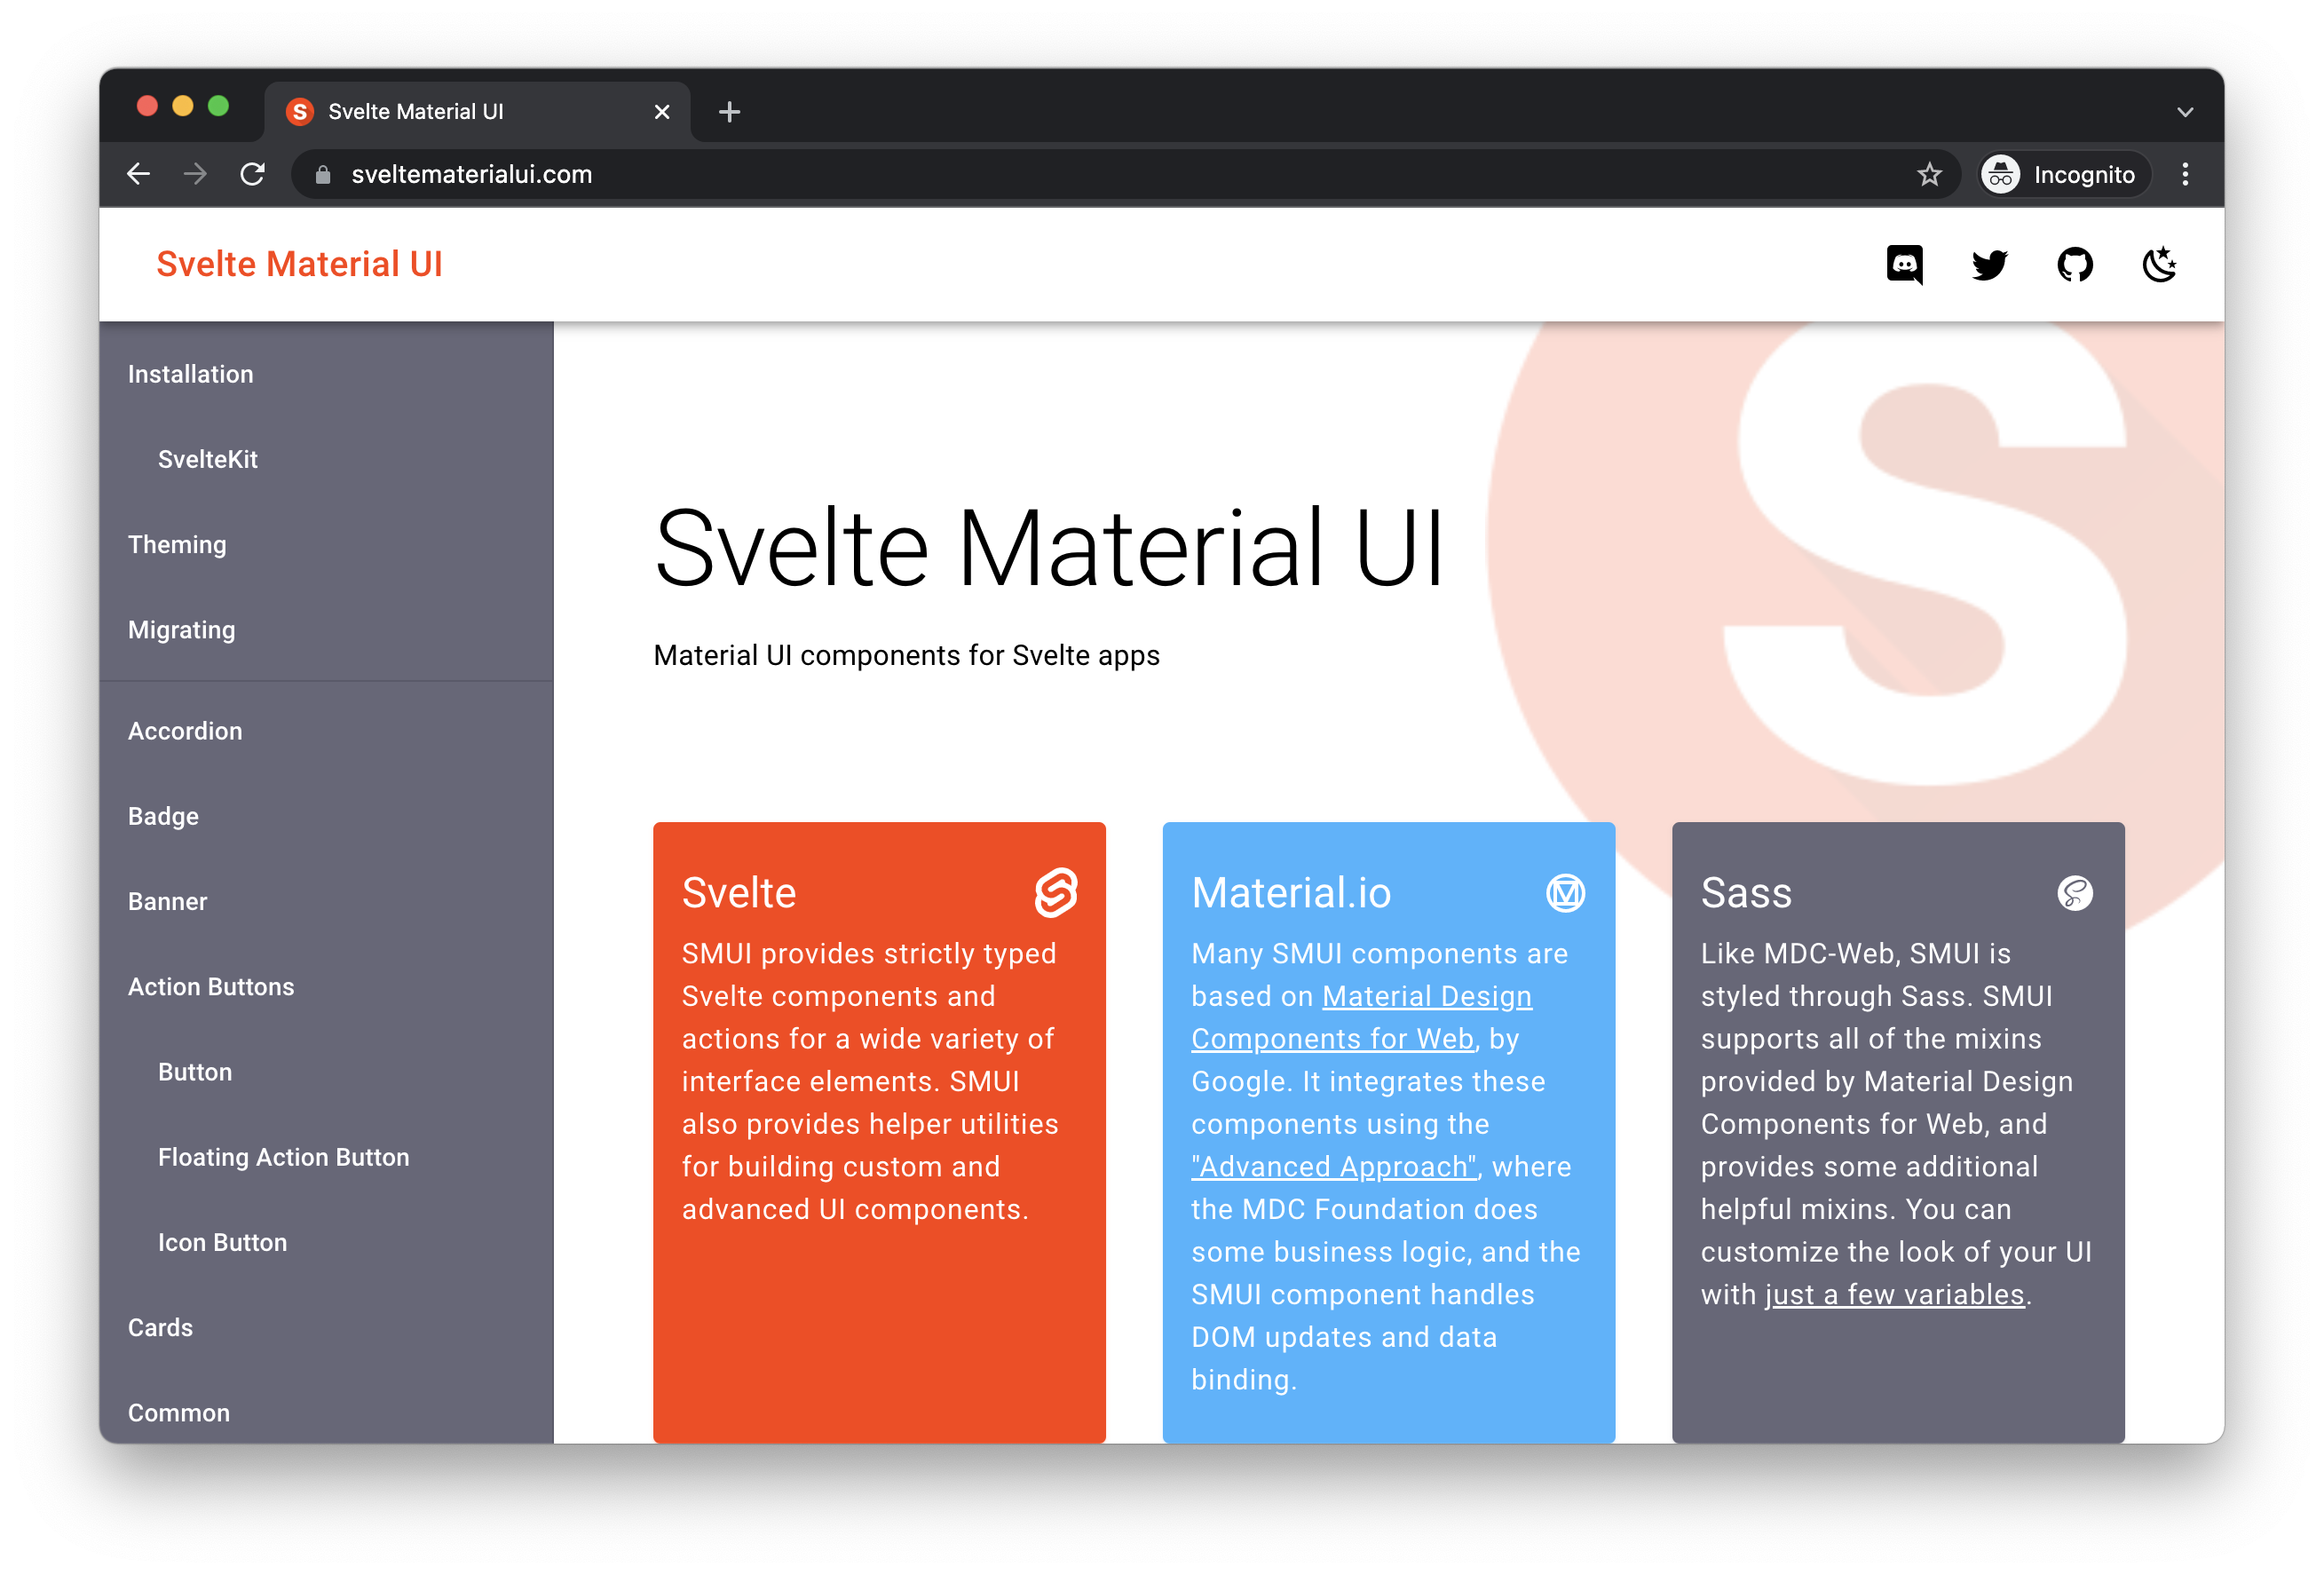 S Svelte Material UI
sveltematerialui.com
Incognito
Svelte Material UI
Installation
SvelteKit
Theming
Migrating
Accordion
Badge
Banner
Action Buttons
Button
Floating Action Button
Icon Button
Cards
Common
S
Svelte Material UI
Material UI components for Svelte apps
Svelte
SMUI provides strictly typed
Svelte components and
actions for a wide variety of
interface elements. SMUI
also provides helper utilities
for building custom and
advanced UI components.
Material.io
Many SMUI components are
based on Material Design
Components for Web, by
Google. It integrates these
components using the
"Advanced Approach", where
the MDC Foundation does
some business logic, and the
SMUI component handles
DOM updates and data
binding.
Sass
Like MDC-Web, SMUI is
styled through Sass. SMUI
supports all of the mixins
provided by Material Design
Components for Web, and
provides some additional
helpful mixins. You can
customize the look of your UI
with just a few variables.